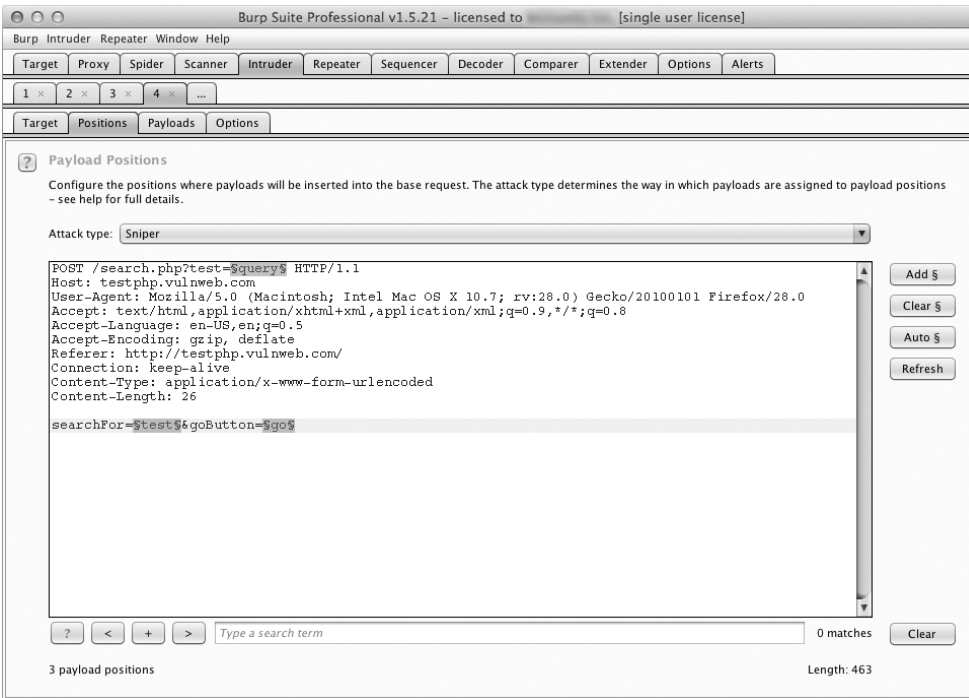 Burp Suite Professional v1.5.21 – licensed to [single user license]
Burp Intruder Repeater Window Help
Target Proxy Spider Scanner Intruder Repeater Sequencer Decoder Comparer Extender Options Alerts
1 × 2 × 3 × 4 × ...
Target Positions Payloads Options
? Payload Positions
Configure the positions where payloads will be inserted into the base request. The attack type determines the way in which payloads are assigned to payload positions
– see help for full details.
Attack type: Sniper
POST /search.php?test=§query§ HTTP/1.1
Host: testphp.vulnweb.com
User-Agent: Mozilla/5.0 (Macintosh; Intel Mac OS X 10.7; rv:28.0) Gecko/20100101 Firefox/28.0
Accept: text/html,application/xhtml+xml,application/xml;q=0.9,*/*;q=0.8
Accept-Language: en-US,en;q=0.5
Accept-Encoding: gzip, deflate
Referer: http://testphp.vulnweb.com/
Connection: keep-alive
Content-Type: application/x-www-form-urlencoded
Content-Length: 26
searchFor=§test§&goButton=§go§
Add §
Clear §
Auto §
Refresh
? < + > Type a search term 0 matches Clear
3 payload positions Length: 463